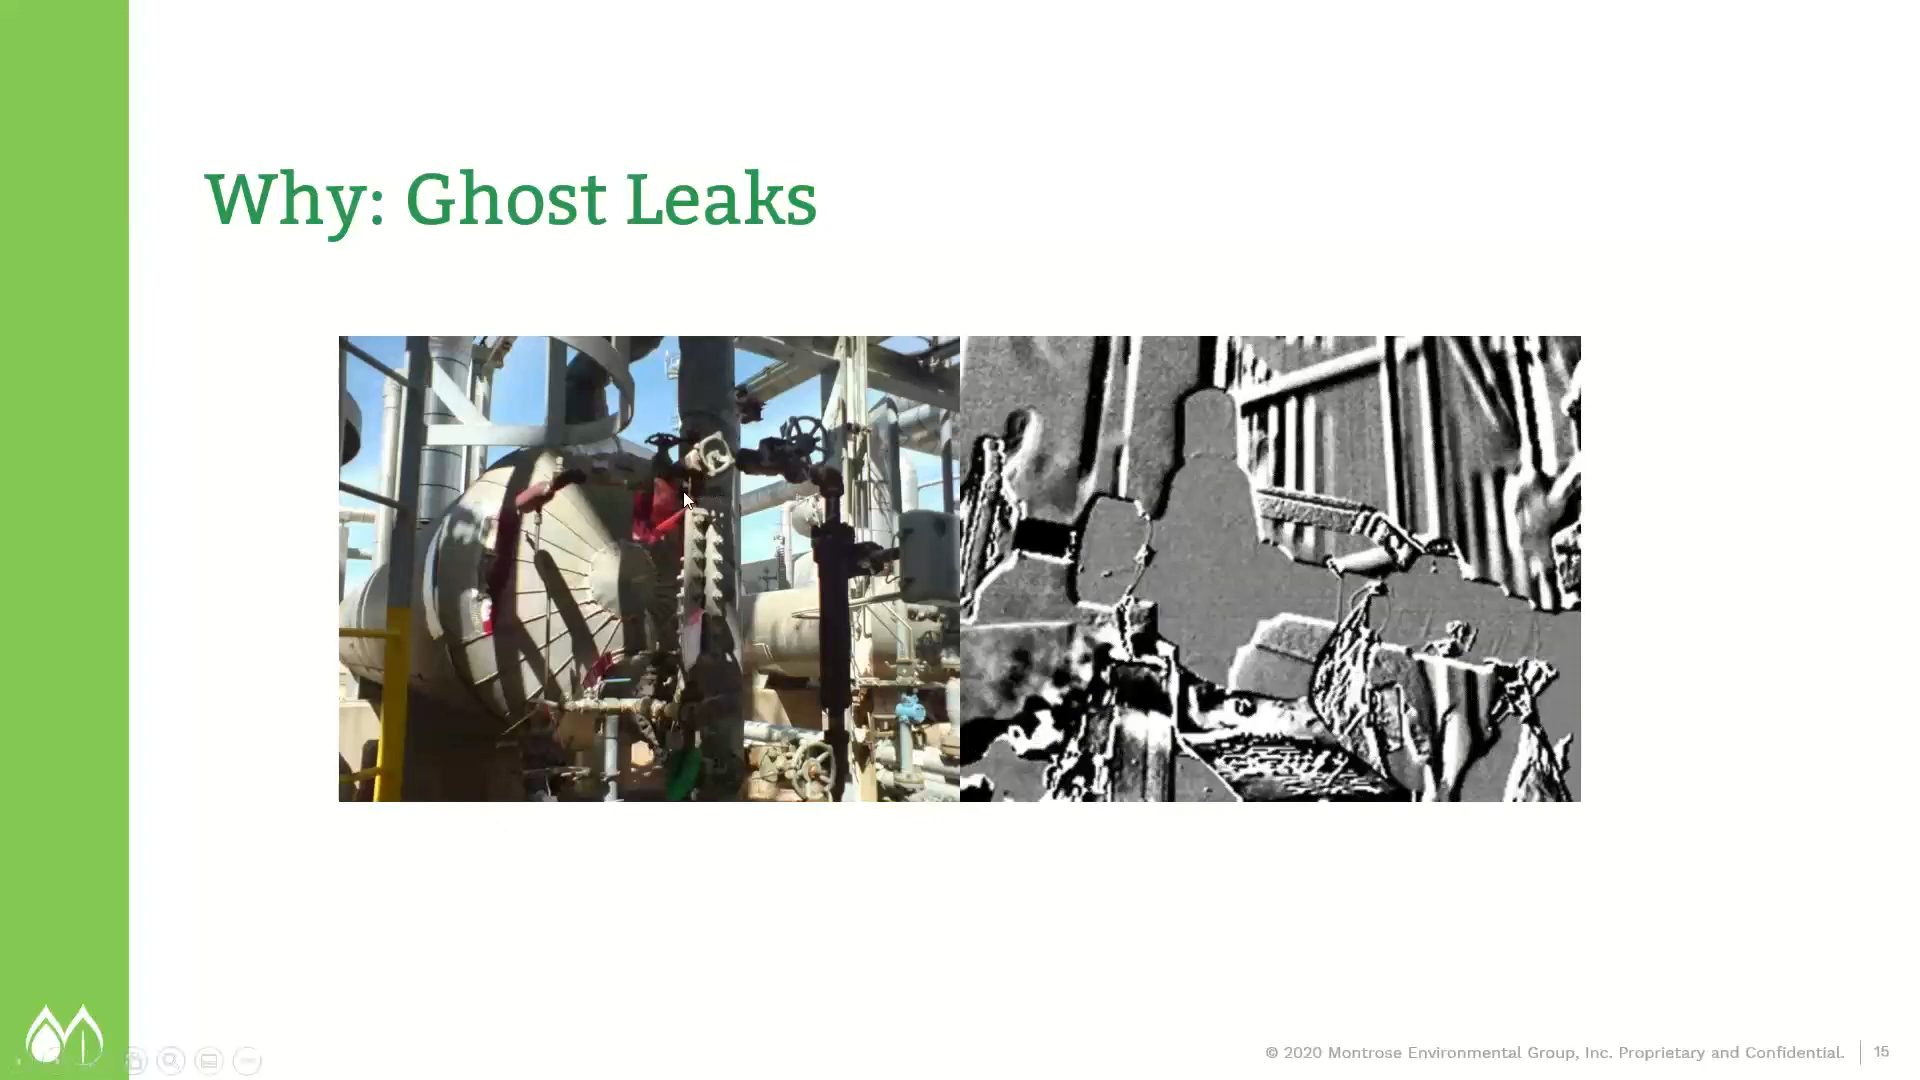 Why: Ghost Leaks
© 2020 Montrose Environmental Group, Inc. Proprietary and Confidential.
15